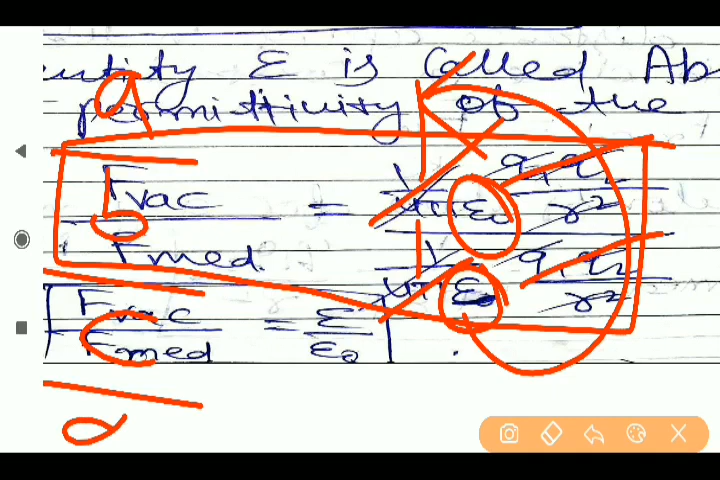 untity ε is called Ab
permittivity of the
a
Fvac / Fmed. = 1/4πε₀ q₁q₂/r² / 1/4πε q₁q₂/r²
b
Fvac / Fmed = ε / ε₀
c
d